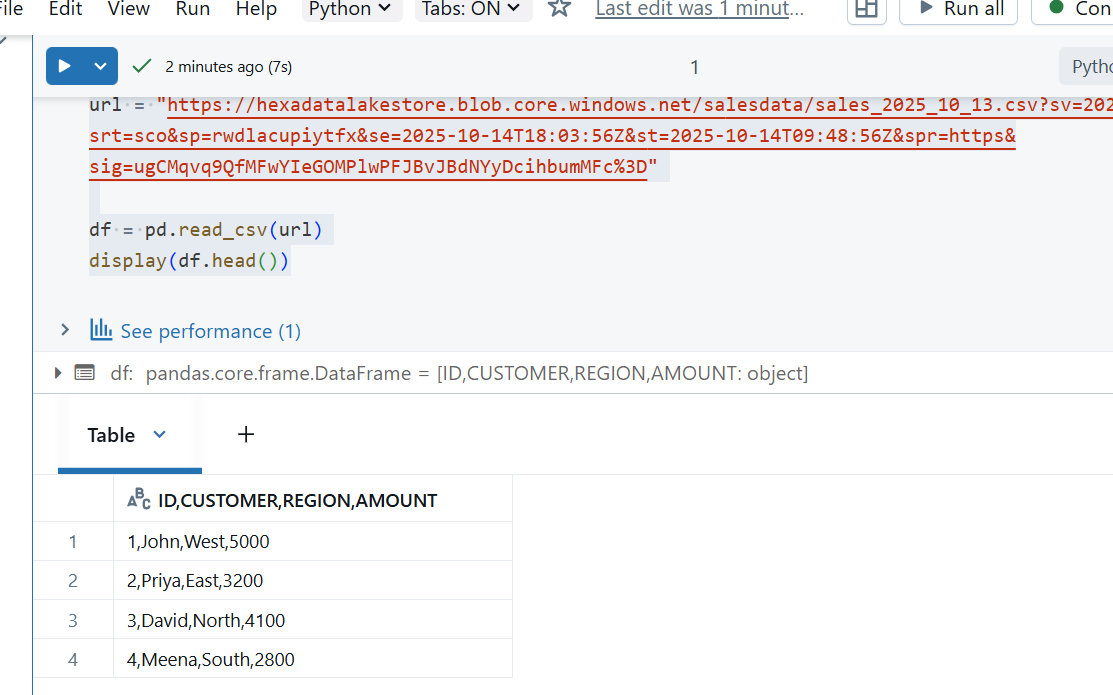 File Edit View Run Help Python Tabs: ON Last edit was 1 minut... Run all Con
2 minutes ago (7s) 1 Pytho
url = "https://hexadatalakestore.blob.core.windows.net/salesdata/sales_2025_10_13.csv?sv=202
srt=sco&sp=rwdlacupiytfx&se=2025-10-14T18:03:56Z&st=2025-10-14T09:48:56Z&spr=https&
sig=ugCMqvq9QfMFwYIeGOMPlwPFJBvJBdNYyDcihbumMFc%3D"
df = pd.read_csv(url)
display(df.head())
See performance (1)
df: pandas.core.frame.DataFrame = [ID,CUSTOMER,REGION,AMOUNT: object]
Table +
ABC ID,CUSTOMER,REGION,AMOUNT
1 1,John,West,5000
2 2,Priya,East,3200
3 3,David,North,4100
4 4,Meena,South,2800